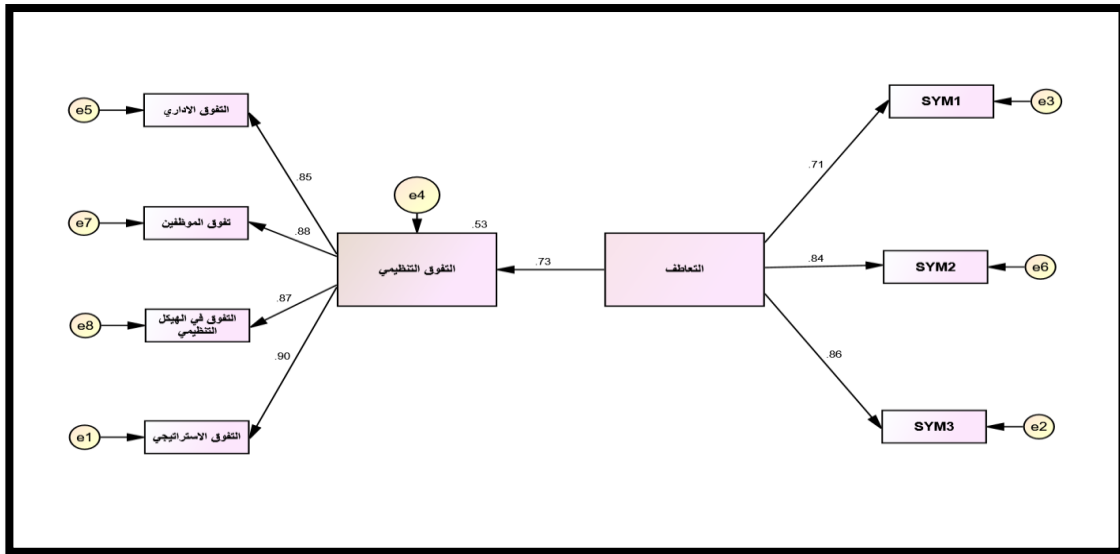 e5
التفوق الاداري
.85
e7
تفوق الموظفين
.88
e8
التفوق في الهيكل
التنظيمي
.87
e1
التفوق الاستراتيجي
.90
e4
.53
التفوق التنظيمي
.73
التعاطف
.71
SYM1
e3
.84
SYM2
e6
.86
SYM3
e2